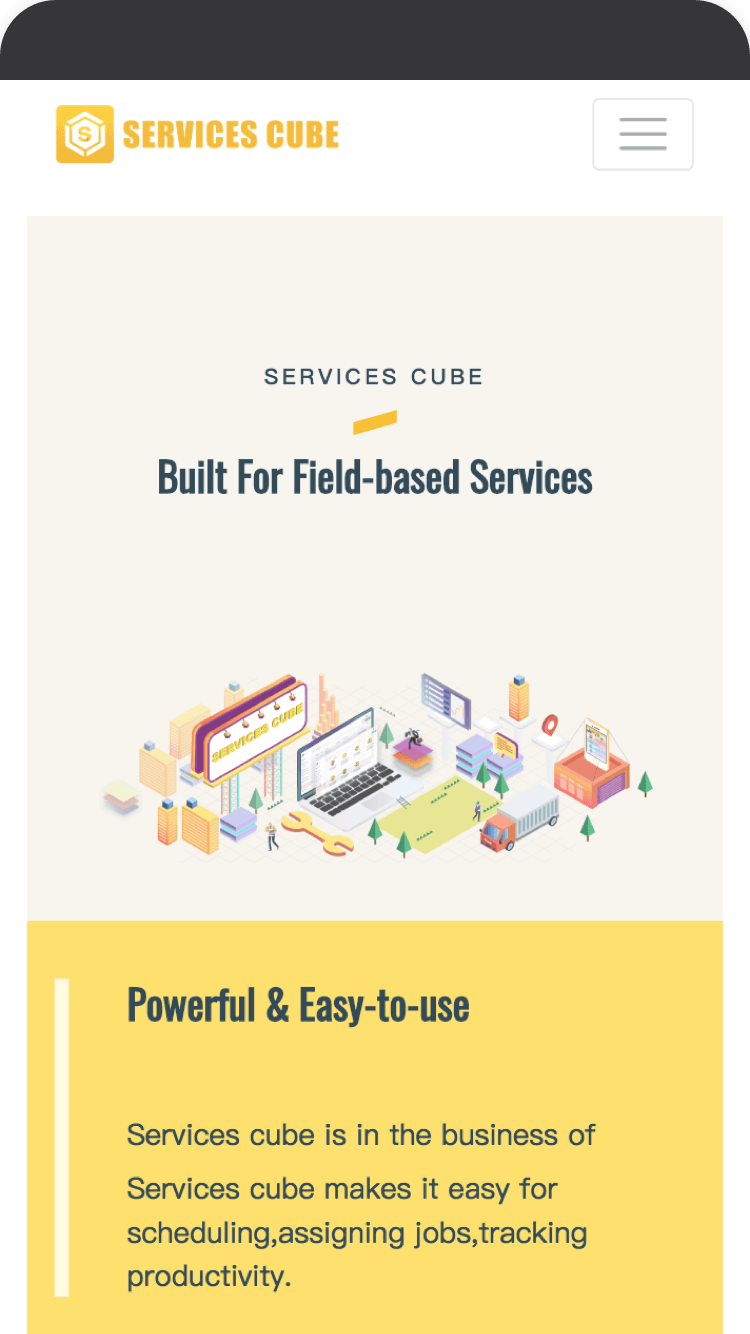 SERVICES CUBE
SERVICES CUBE
Built For Field-based Services
SERVICES CUBE
Powerful & Easy-to-use
Services cube is in the business of
Services cube makes it easy for
scheduling,assigning jobs,tracking
productivity.